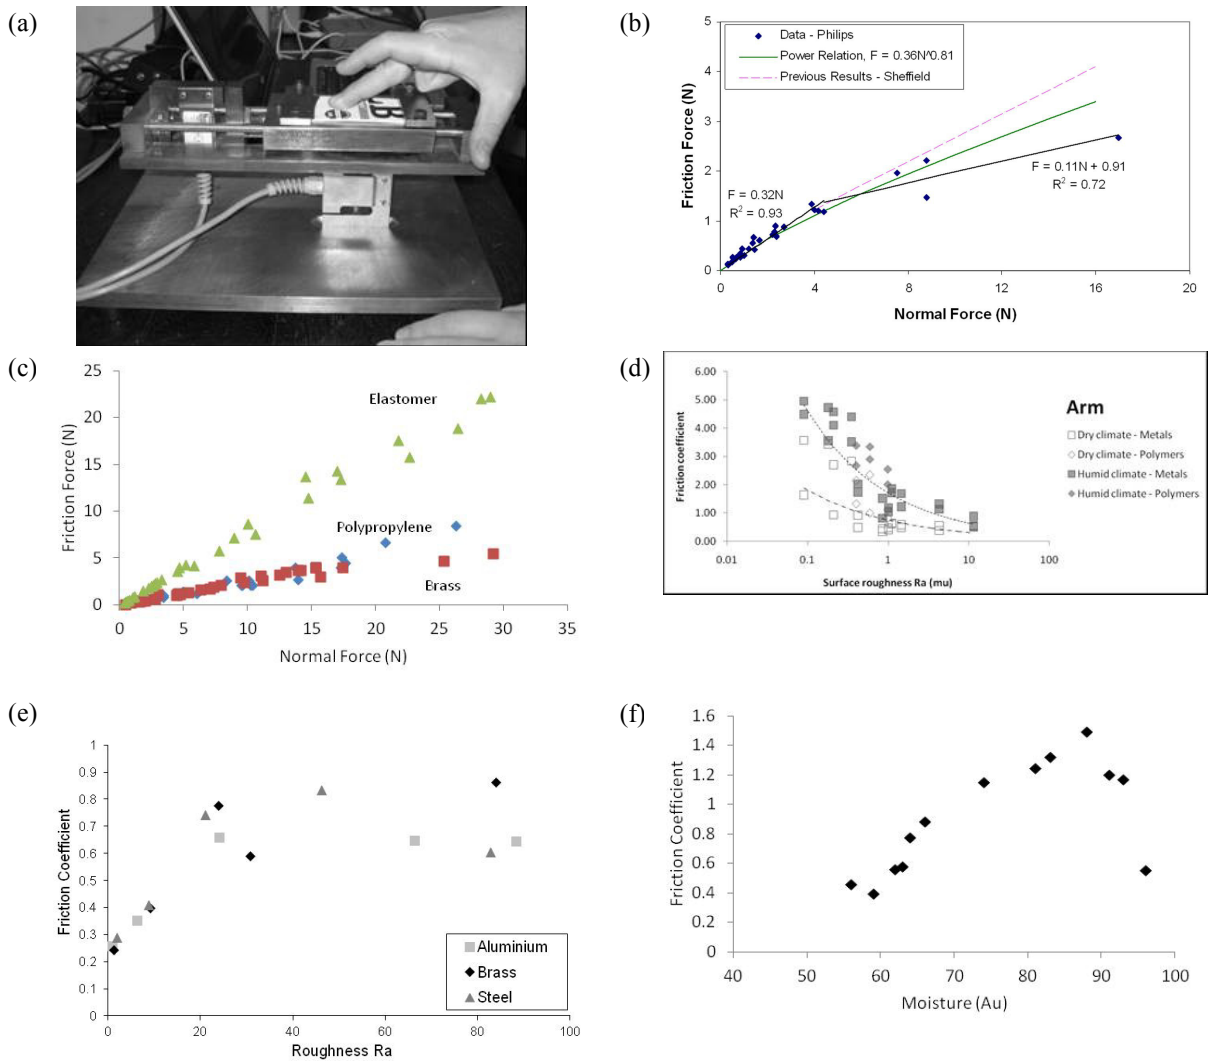 (a)
(b)
5
4
3
2
1
0
Friction Force (N)
Data - Philips
Power Relation, F = 0.36N^0.81
Previous Results - Sheffield
F = 0.32N
R² = 0.93
F = 0.11N + 0.91
R² = 0.72
0 4 8 12 16 20
Normal Force (N)
(c)
25
20
15
10
5
0
Friction Force (N)
Elastomer
Polypropylene
Brass
0 5 10 15 20 25 30 35
Normal Force (N)
(d)
6.00
5.00
4.00
3.00
2.00
1.00
0.00
Friction coefficient
0.01 0.1 1 10 100
Surface roughness Ra (mu)
Arm
Dry climate - Metals
Dry climate - Polymers
Humid climate - Metals
Humid climate - Polymers
(e)
1
0.9
0.8
0.7
0.6
0.5
0.4
0.3
0.2
0.1
0
Friction Coefficient
Aluminium
Brass
Steel
0 20 40 60 80 100
Roughness Ra
(f)
1.6
1.4
1.2
1
0.8
0.6
0.4
0.2
0
Friction Coefficient
40 50 60 70 80 90 100
Moisture (Au)